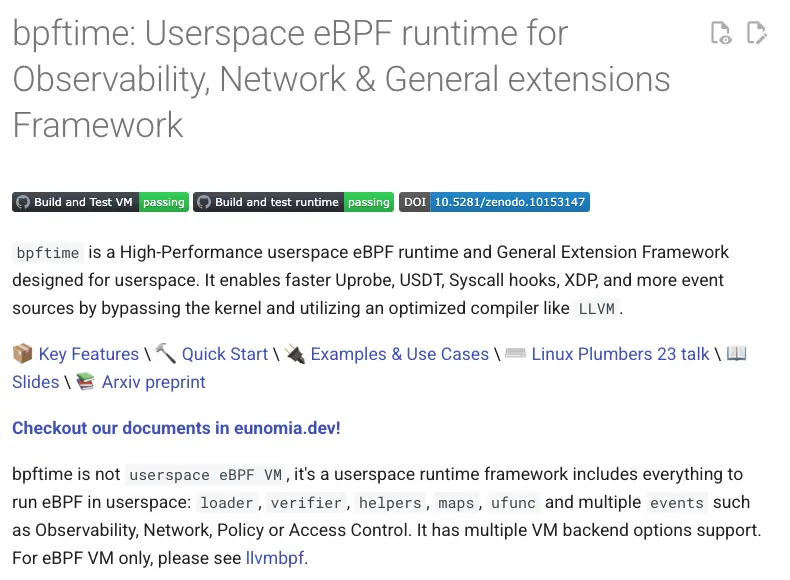 bpftime: Userspace eBPF runtime for
Observability, Network & General extensions
Framework
Build and Test VM passing Build and test runtime passing DOI 10.5281/zenodo.10153147
bpftime is a High-Performance userspace eBPF runtime and General Extension Framework
designed for userspace. It enables faster Uprobe, USDT, Syscall hooks, XDP, and more event
sources by bypassing the kernel and utilizing an optimized compiler like LLVM.
📦 Key Features \ 🔨 Quick Start \ 🔌 Examples & Use Cases \ ⌨️ Linux Plumbers 23 talk \ 📖
Slides \ 📚 Arxiv preprint
Checkout our documents in eunomia.dev!
bpftime is not userspace eBPF VM, it's a userspace runtime framework includes everything to
run eBPF in userspace: loader, verifier, helpers, maps, ufunc and multiple events such
as Observability, Network, Policy or Access Control. It has multiple VM backend options support.
For eBPF VM only, please see llvmbpf.